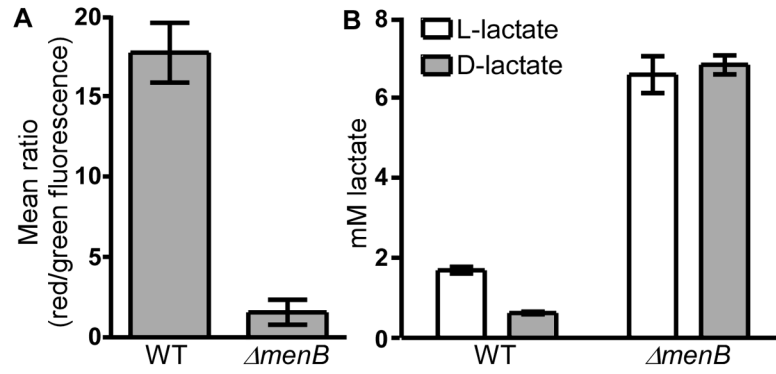 A
Mean ratio
(red/green fluorescence)
20
15
10
5
0
WT
ΔmenB
B
mM lactate
8
6
4
2
0
L-lactate
D-lactate
WT
ΔmenB